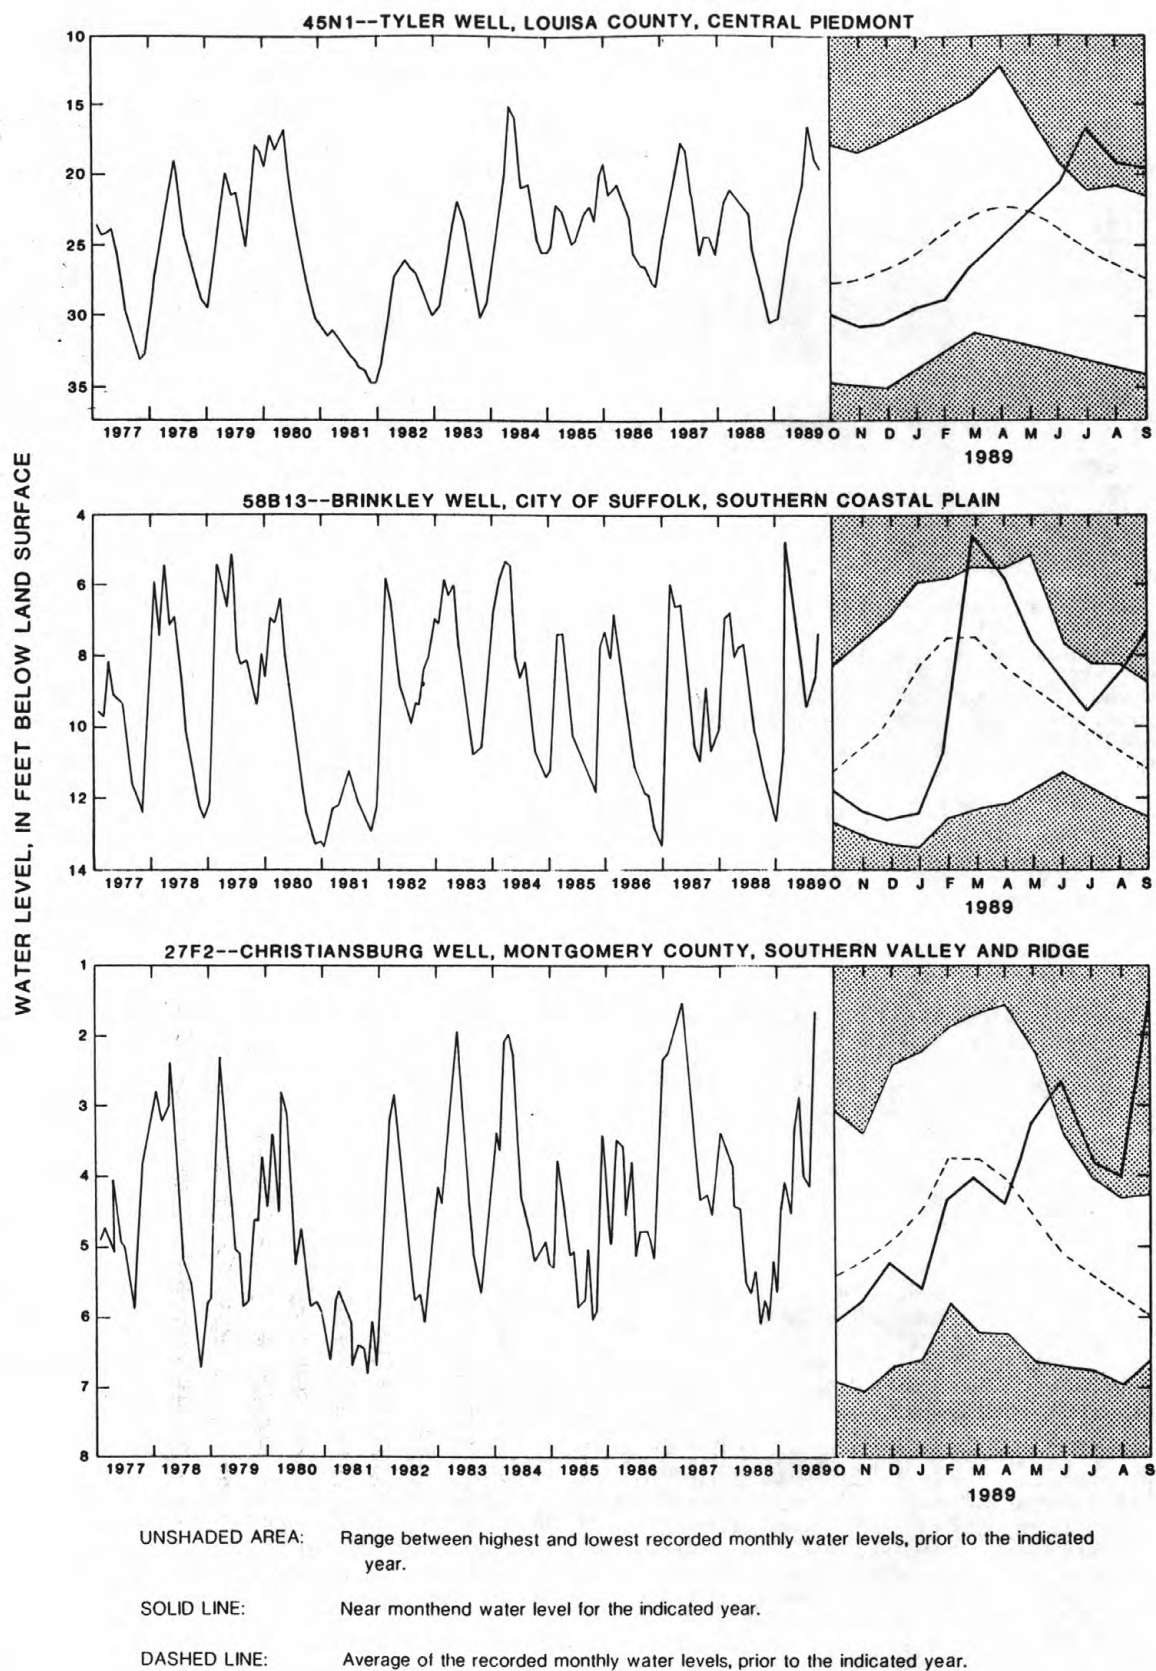 45N1--TYLER WELL, LOUISA COUNTY, CENTRAL PIEDMONT
10
15
20
25
30
35
1977 1978 1979 1980 1981 1982 1983 1984 1985 1986 1987 1988 1989
O N D J F M A M J J A S
1989
WATER LEVEL, IN FEET BELOW LAND SURFACE
58B13--BRINKLEY WELL, CITY OF SUFFOLK, SOUTHERN COASTAL PLAIN
4
6
8
10
12
14
1977 1978 1979 1980 1981 1982 1983 1984 1985 1986 1987 1988 1989
O N D J F M A M J J A S
1989
27F2--CHRISTIANSBURG WELL, MONTGOMERY COUNTY, SOUTHERN VALLEY AND RIDGE
1
2
3
4
5
6
7
8
1977 1978 1979 1980 1981 1982 1983 1984 1985 1986 1987 1988 1989
O N D J F M A M J J A S
1989
UNSHADED AREA: Range between highest and lowest recorded monthly water levels, prior to the indicated
year.
SOLID LINE: Near monthend water level for the indicated year.
DASHED LINE: Average of the recorded monthly water levels, prior to the indicated year.